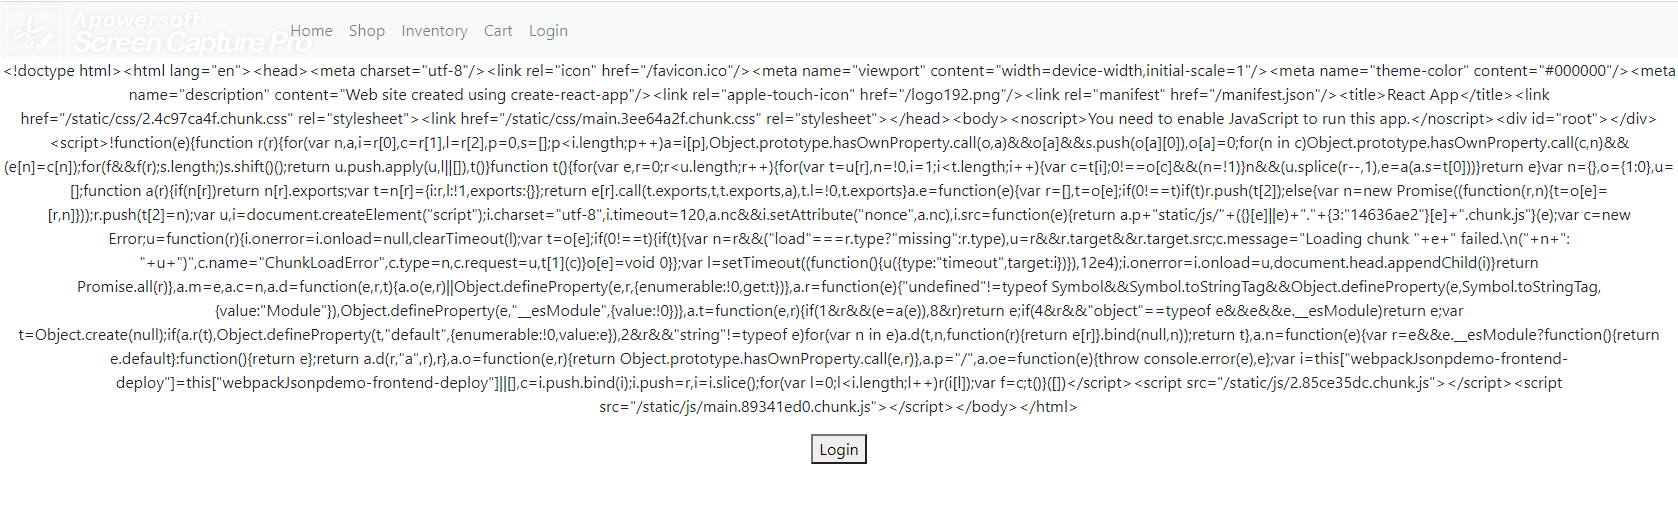 Apowersoft
Screen Capture Pro
Home Shop Inventory Cart Login
<!doctype html><html lang="en"><head><meta charset="utf-8"/><link rel="icon" href="/favicon.ico"/><meta name="viewport" content="width=device-width,initial-scale=1"/><meta name="theme-color" content="#000000"/><meta
name="description" content="Web site created using create-react-app"/><link rel="apple-touch-icon" href="/logo192.png"/><link rel="manifest" href="/manifest.json"/><title>React App</title><link
href="/static/css/2.4c97ca4f.chunk.css" rel="stylesheet"><link href="/static/css/main.3ee64a2f.chunk.css" rel="stylesheet"></head><body><noscript>You need to enable JavaScript to run this app.</noscript><div id="root"></div>
<script>!function(e){function r(r){for(var n,a,i=r[0],c=r[1],l=r[2],p=0,s=[];p<i.length;p++)a=i[p],Object.prototype.hasOwnProperty.call(o,a)&&o[a]&&s.push(o[a][0]),o[a]=0;for(n in c)Object.prototype.hasOwnProperty.call(c,n)&&
(e[n]=c[n]);for(f&&f(r);s.length;)s.shift()();return u.push.apply(u,l||[]),t()}function t(){for(var e,r=0;r<u.length;r++){for(var t=u[r],n=!0,i=1;i<t.length;i++){var c=t[i];0!==o[c]&&(n=!1)}n&&(u.splice(r--,1),e=a(a.s=t[0]))}return e}var n={},o={1:0},u=
[];function a(r){if(n[r])return n[r].exports;var t=n[r]={i:r,l:!1,exports:{}};return e[r].call(t.exports,t,t.exports,a),t.l=!0,t.exports}a.e=function(e){var r=[],t=o[e];if(0!==t)if(t)r.push(t[2]);else{var n=new Promise((function(r,n){t=o[e]=
[r,n]}));r.push(t[2]=n);var u,i=document.createElement("script");i.charset="utf-8",i.timeout=120,a.nc&&i.setAttribute("nonce",a.nc),i.src=function(e){return a.p+"static/js/"+({}[e]||e)+"."+{3:"14636ae2"}[e]+".chunk.js"}(e);var c=new
Error;u=function(r){i.onerror=i.onload=null,clearTimeout(l);var t=o[e];if(0!==t){if(t){var n=r&&("load"===r.type?"missing":r.type),u=r&&r.target&&r.target.src;c.message="Loading chunk "+e+" failed.\n("+n+":
"+u+")",c.name="ChunkLoadError",c.type=n,c.request=u,t[1](c)}o[e]=void 0}};var l=setTimeout((function(){u({type:"timeout",target:i})}),12e4);i.onerror=i.onload=u,document.head.appendChild(i)}return
Promise.all(r)},a.m=e,a.c=n,a.d=function(e,r,t){a.o(e,r)||Object.defineProperty(e,r,{enumerable:!0,get:t})},a.r=function(e){"undefined"!=typeof Symbol&&Symbol.toStringTag&&Object.defineProperty(e,Symbol.toStringTag,
{value:"Module"}),Object.defineProperty(e,"__esModule",{value:!0})},a.t=function(e,r){if(1&r&&(e=a(e)),8&r)return e;if(4&r&&"object"==typeof e&&e&&e.__esModule)return e;var
t=Object.create(null);if(a.r(t),Object.defineProperty(t,"default",{enumerable:!0,value:e}),2&r&&"string"!=typeof e)for(var n in e)a.d(t,n,function(r){return e[r]}.bind(null,n));return t},a.n=function(e){var r=e&&e.__esModule?function(){return
e.default}:function(){return e};return a.d(r,"a",r),r},a.o=function(e,r){return Object.prototype.hasOwnProperty.call(e,r)},a.p="/",a.oe=function(e){throw console.error(e),e};var i=this["webpackJsonpdemo-frontend-
deploy"]=this["webpackJsonpdemo-frontend-deploy"]||[],c=i.push.bind(i);i.push=r,i=i.slice();for(var l=0;l<i.length;l++)r(i[l]);var f=c;t()}([])</script><script src="/static/js/2.85ce35dc.chunk.js"></script><script
src="/static/js/main.89341ed0.chunk.js"></script></body></html>
Login